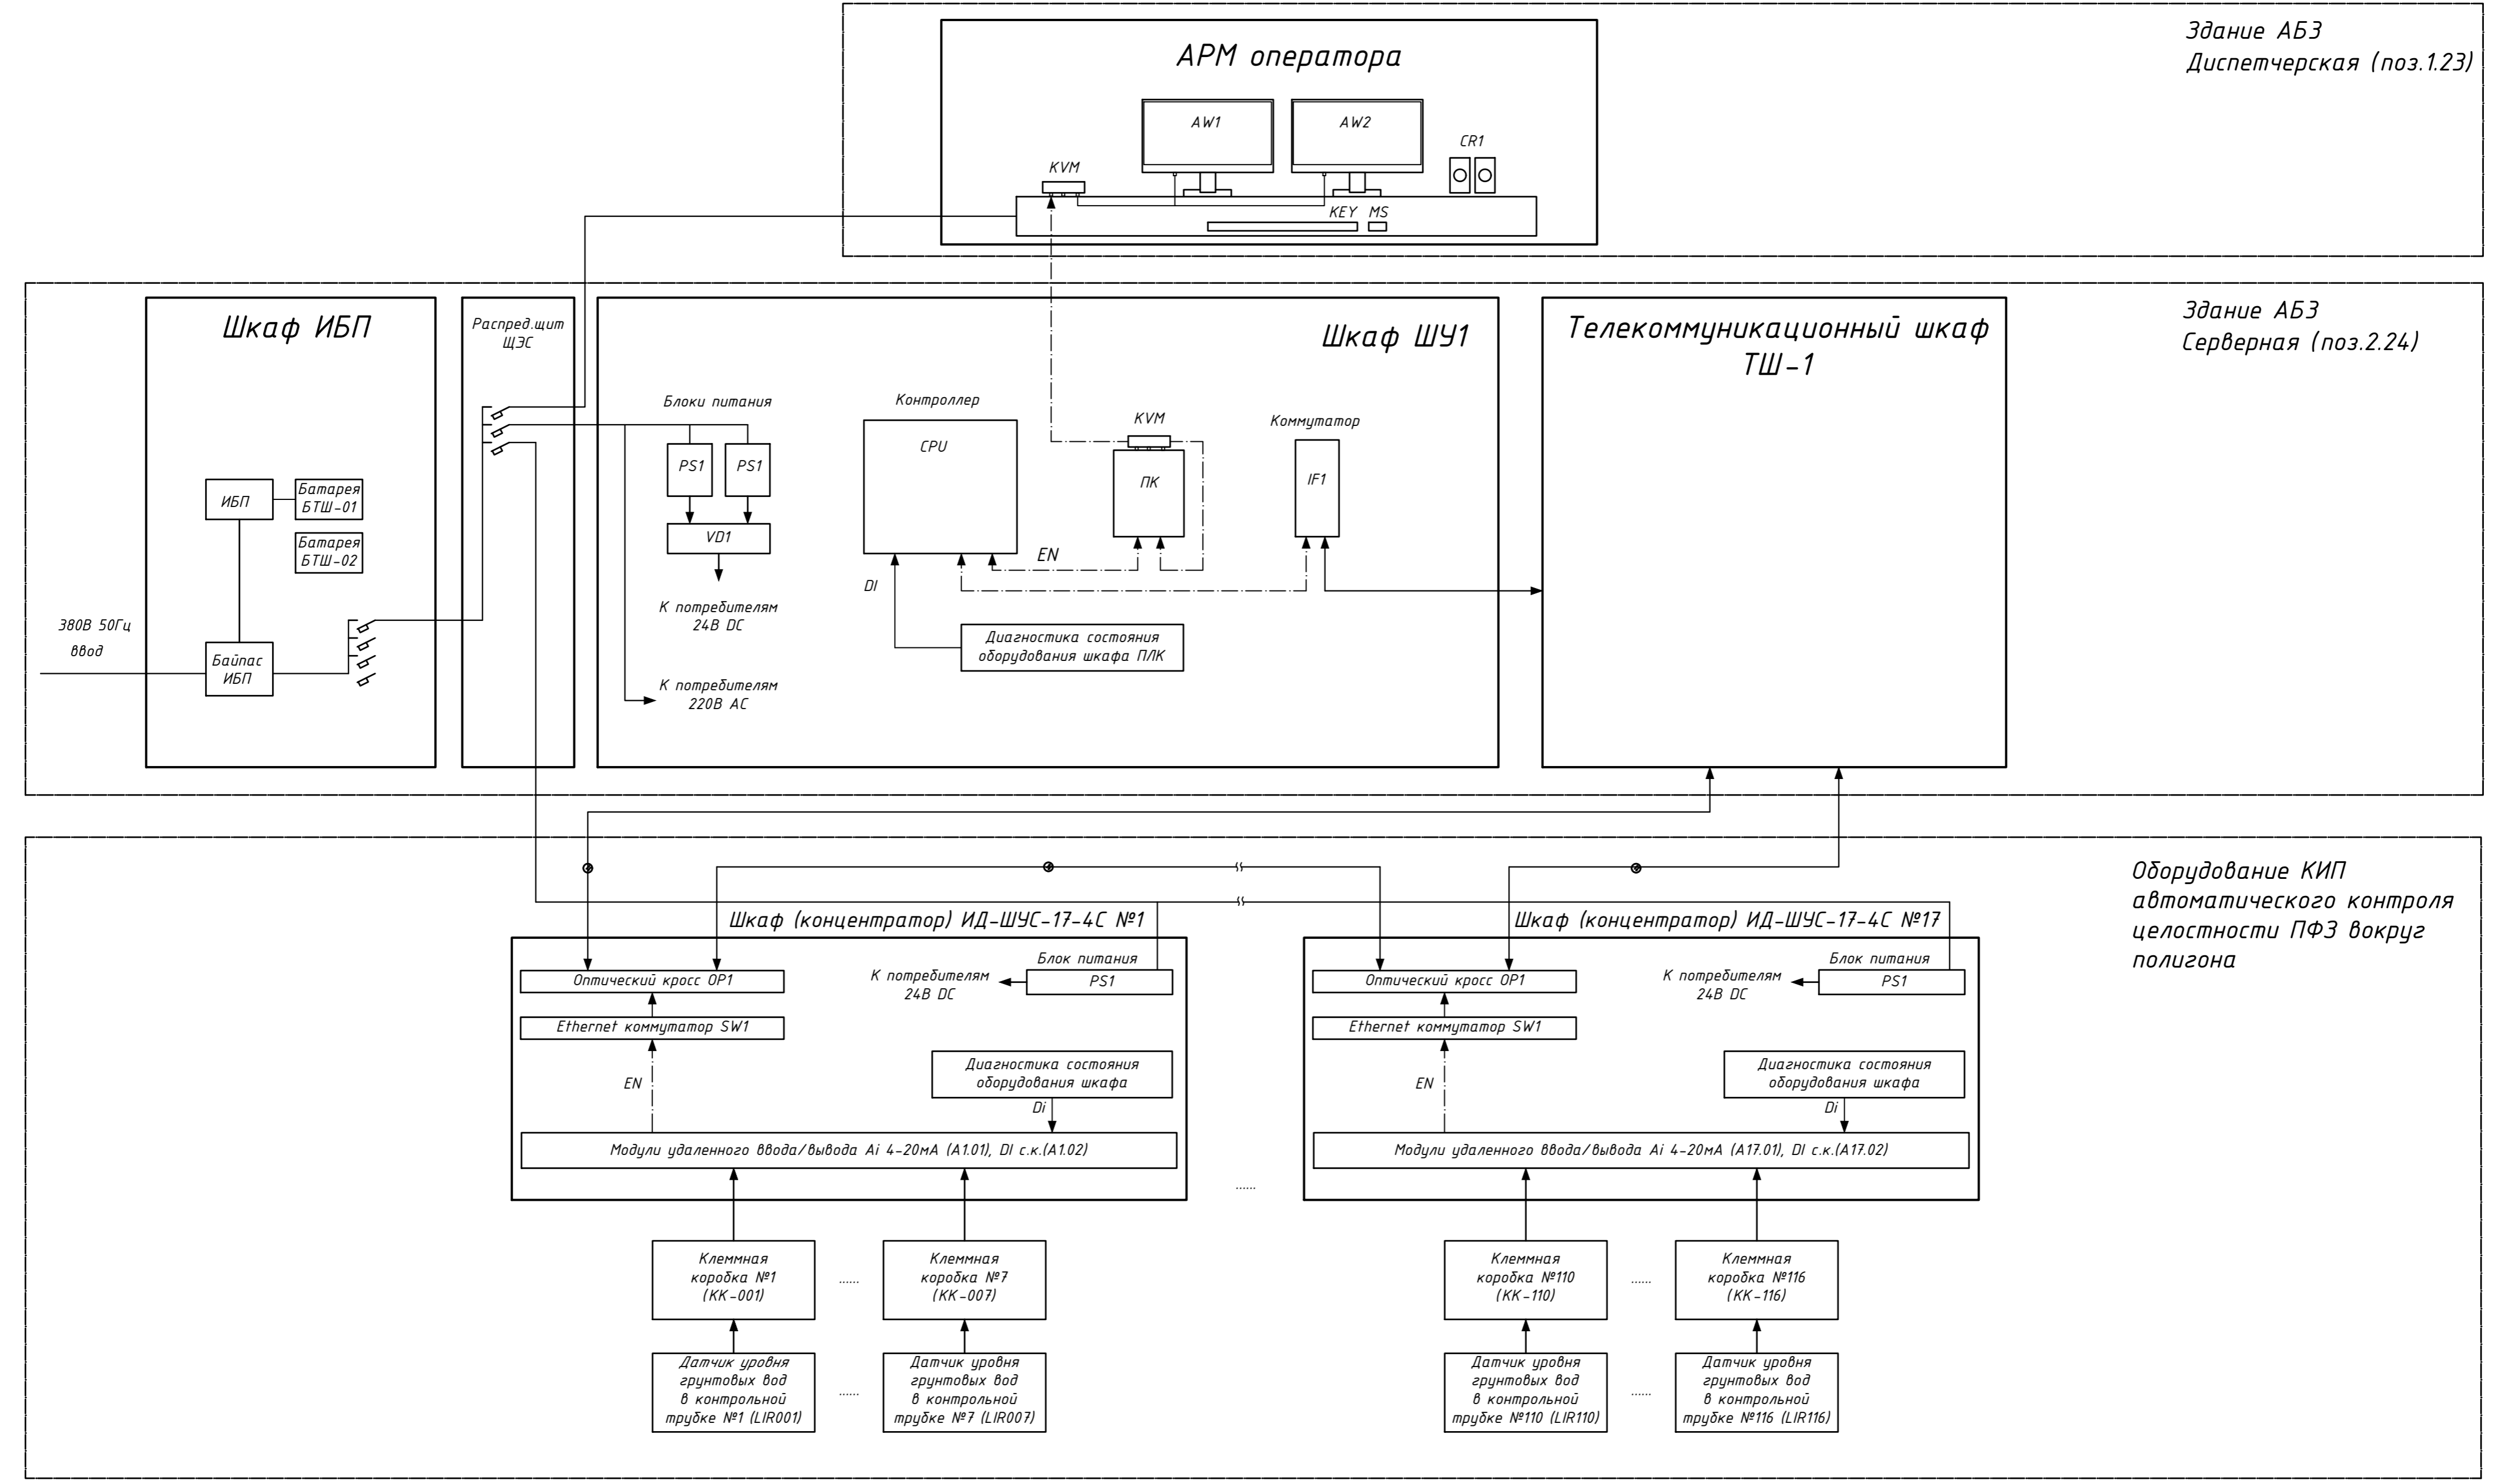 Здание АБЗ
Диспетчерская (поз.1.23)
АРМ оператора
AW1
AW2
CR1
KVM
KEY
MS
Здание АБЗ
Серверная (поз.2.24)
Шкаф ИБП
Распред.щит
ЩЭС
Шкаф ШУ1
Телекоммуникационный шкаф
ТШ-1
Блоки питания
Контроллер
KVM
Коммутатор
PS1
PS1
CPU
ПК
IF1
ИБП
Батарея
БТШ-01
VD1
Батарея
БТШ-02
EN
DI
К потребителям
24В DC
380В 50Гц
ввод
Диагностика состояния
оборудования шкафа ПЛК
Байпас
ИБП
К потребителям
220В AC
Оборудование КИП
автоматического контроля
целостности ПФЗ вокруг
полигона
Шкаф (концентратор) ИД-ШУС-17-4С №1
Блок питания
Оптический кросс OP1
К потребителям
24В DC
PS1
Ethernet коммутатор SW1
Диагностика состояния
оборудования шкафа
EN
Di
Модули удаленного ввода/вывода Ai 4-20мА (А1.01), DI с.к.(А1.02)
......
Клеммная
коробка №1
(КК-001)
......
Клеммная
коробка №7
(КК-007)
Датчик уровня
грунтовых вод
в контрольной
трубке №1 (LIR001)
......
Датчик уровня
грунтовых вод
в контрольной
трубке №7 (LIR007)
Шкаф (концентратор) ИД-ШУС-17-4С №17
Блок питания
Оптический кросс OP1
К потребителям
24В DC
PS1
Ethernet коммутатор SW1
Диагностика состояния
оборудования шкафа
EN
Di
Модули удаленного ввода/вывода Ai 4-20мА (А17.01), DI с.к.(А17.02)
Клеммная
коробка №110
(КК-110)
......
Клеммная
коробка №116
(КК-116)
Датчик уровня
грунтовых вод
в контрольной
трубке №110 (LIR110)
......
Датчик уровня
грунтовых вод
в контрольной
трубке №116 (LIR116)